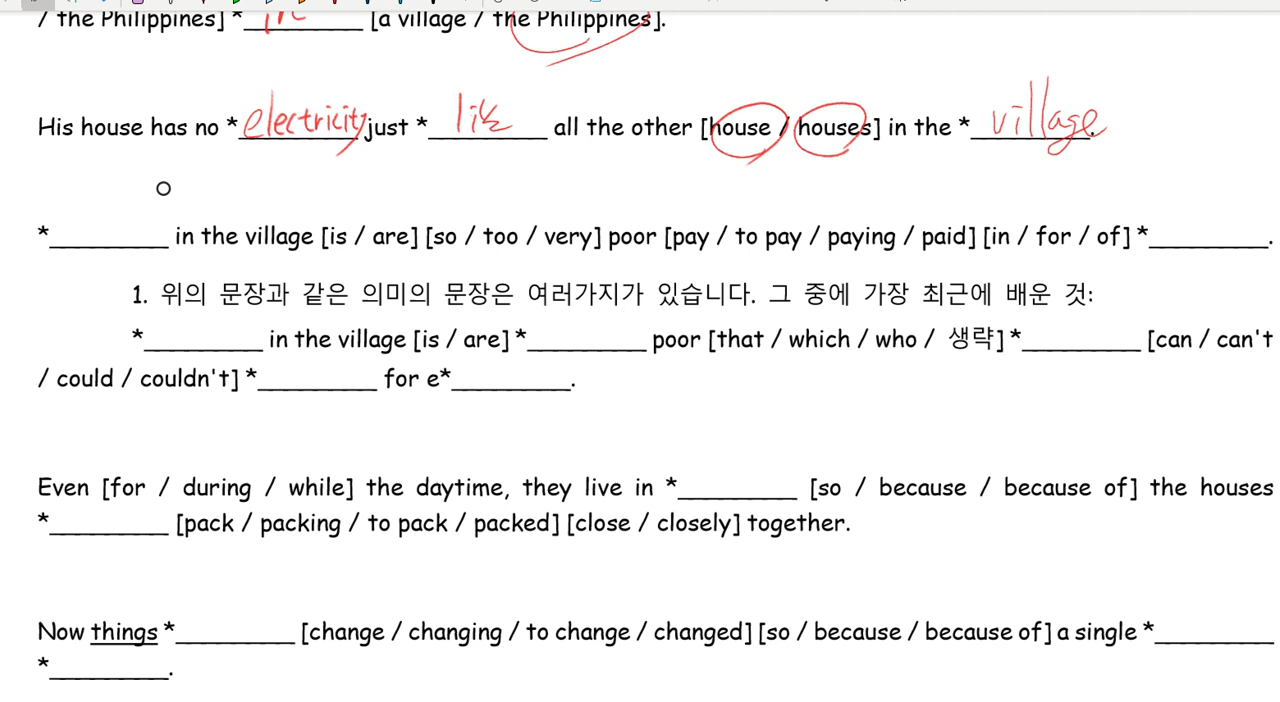 / the Philippines] *in_________ [a village / the Philippines].
His house has no *electricity just *like all the other [house / houses] in the *village.
*_________ in the village [is / are] [so / too / very] poor [pay / to pay / paying / paid] [in / for / of] *_________.
1. 위의 문장과 같은 의미의 문장은 여러가지가 있습니다. 그 중에 가장 최근에 배운 것:
*_________ in the village [is / are] *_________ poor [that / which / who / 생략] *_________ [can / can't
/ could / couldn't] *_________ for e*_________.
Even [for / during / while] the daytime, they live in *_________ [so / because / because of] the houses
*_________ [pack / packing / to pack / packed] [close / closely] together.
Now things *_________ [change / changing / to change / changed] [so / because / because of] a single *_________
*_________.